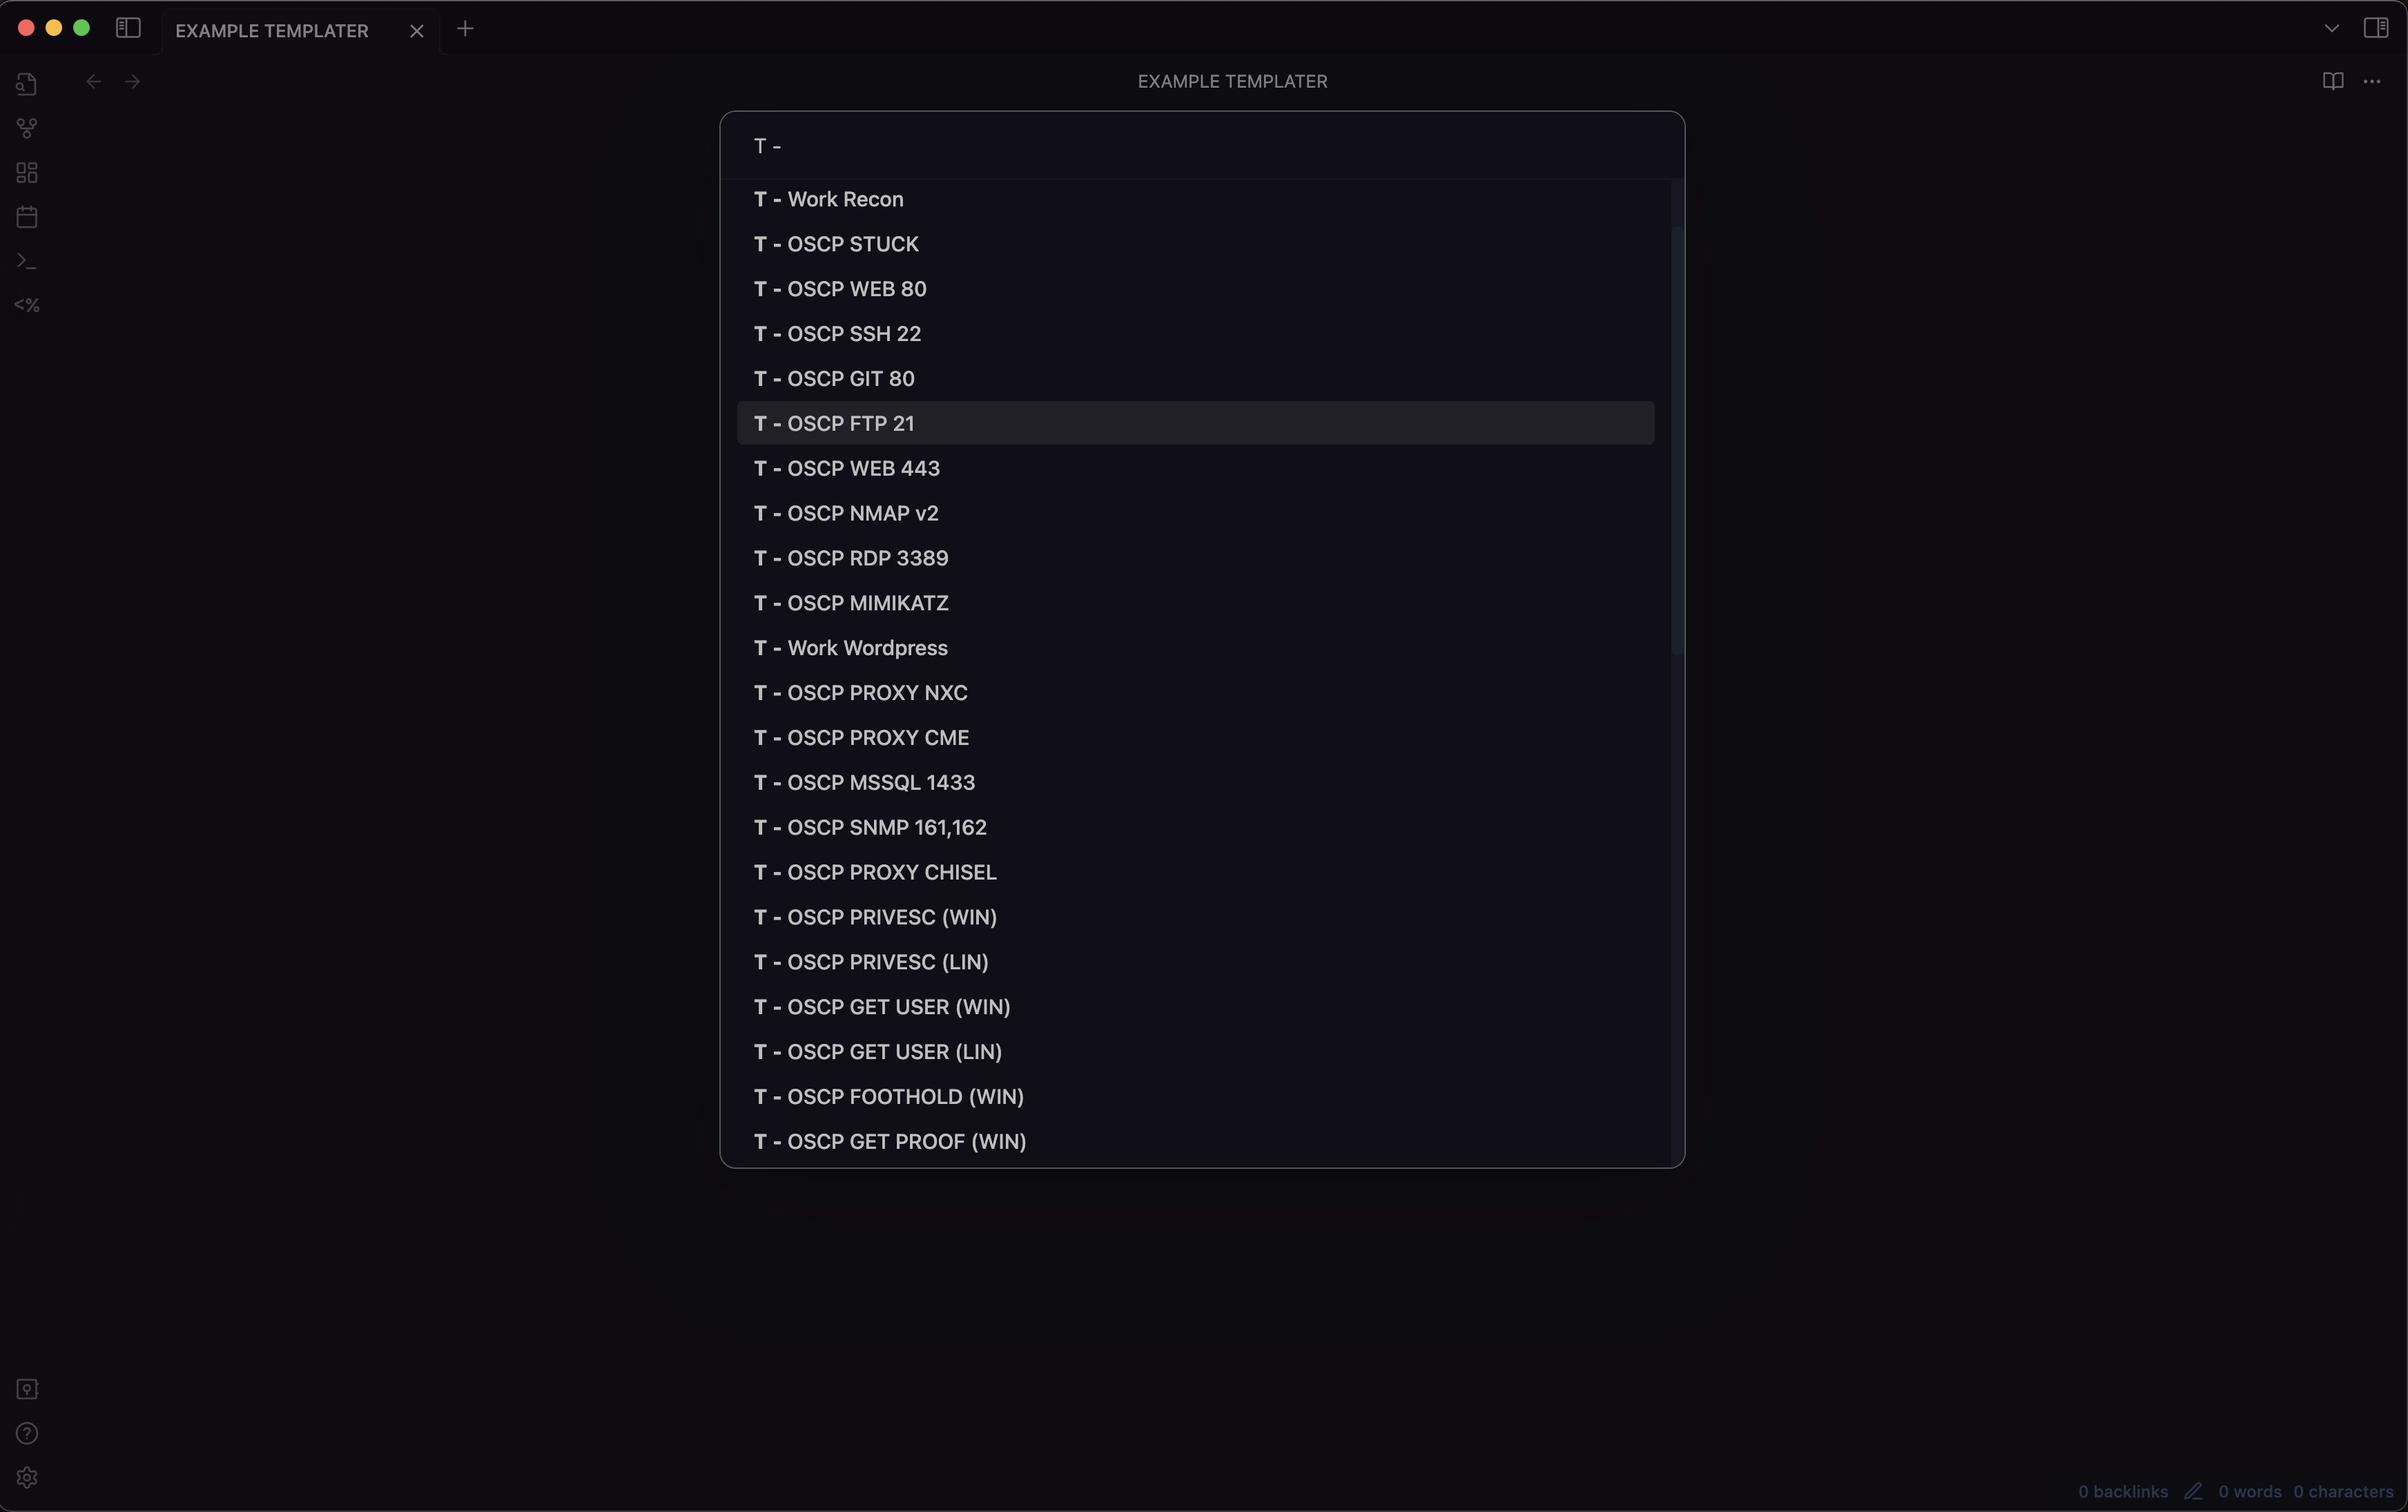 EXAMPLE TEMPLATER
EXAMPLE TEMPLATER
<%
T -
T - Work Recon
T - OSCP STUCK
T - OSCP WEB 80
T - OSCP SSH 22
T - OSCP GIT 80
T - OSCP FTP 21
T - OSCP WEB 443
T - OSCP NMAP v2
T - OSCP RDP 3389
T - OSCP MIMIKATZ
T - Work Wordpress
T - OSCP PROXY NXC
T - OSCP PROXY CME
T - OSCP MSSQL 1433
T - OSCP SNMP 161,162
T - OSCP PROXY CHISEL
T - OSCP PRIVESC (WIN)
T - OSCP PRIVESC (LIN)
T - OSCP GET USER (WIN)
T - OSCP GET USER (LIN)
T - OSCP FOOTHOLD (WIN)
T - OSCP GET PROOF (WIN)
0 backlinks 0 words 0 characters